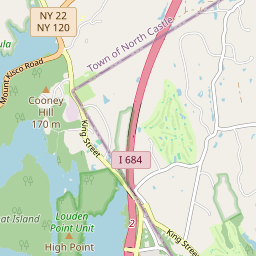 NY 22
NY 120
Town of North Castle
Mount Kisco Road
Cooney
Hill
170 m
King Street
I 684
at Island
Louden
Point Unit
High Point
2
King Street